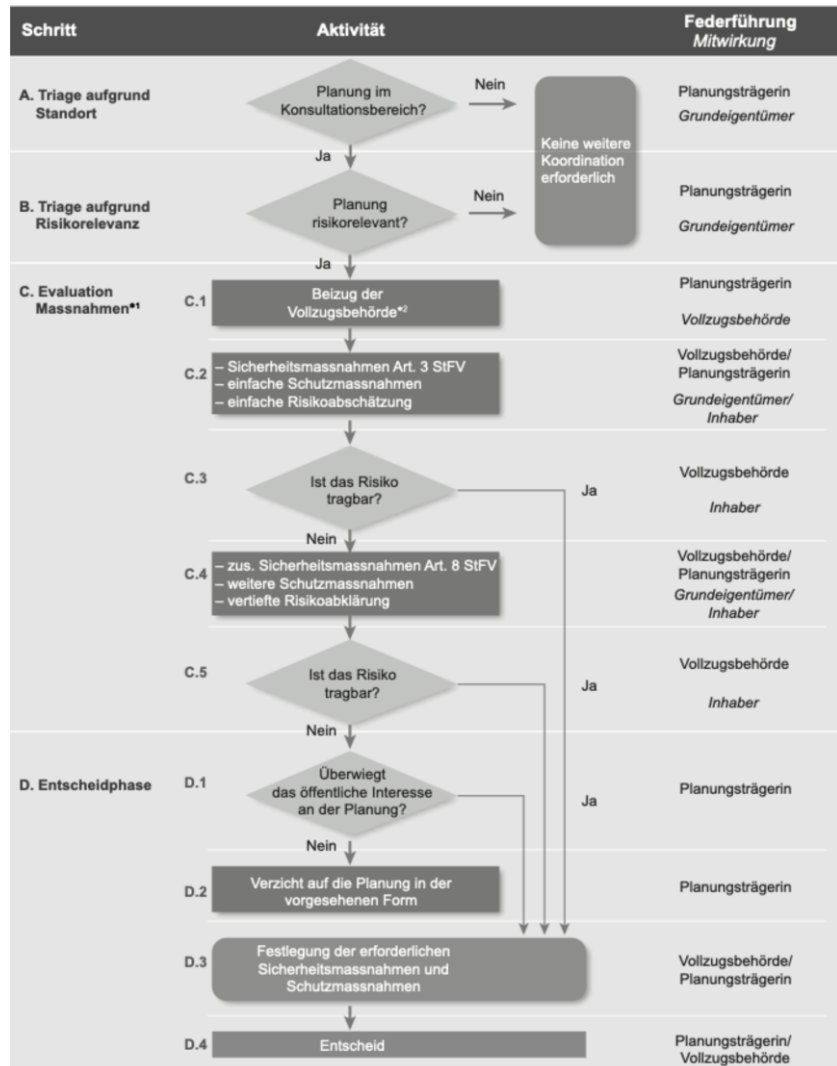 Schritt
Aktivität
Federführung
Mitwirkung
A. Triage aufgrund
Standort
Planung im
Konsultationsbereich?
Nein
Keine weitere
Koordination
erforderlich
Planungsträgerin
Grundeigentümer
Ja
B. Triage aufgrund
Risikorelevanz
Planung
risikorelevant?
Nein
Planungsträgerin
Grundeigentümer
Ja
C. Evaluation
Massnahmen*1
C.1
Beizug der
Vollzugsbehörde*2
Planungsträgerin
Vollzugsbehörde
C.2
– Sicherheitsmassnahmen Art. 3 StFV
– einfache Schutzmassnahmen
– einfache Risikoabschätzung
Vollzugsbehörde/
Planungsträgerin
Grundeigentümer/
Inhaber
C.3
Ist das Risiko
tragbar?
Ja
Vollzugsbehörde
Inhaber
Nein
C.4
– zus. Sicherheitsmassnahmen Art. 8 StFV
– weitere Schutzmassnahmen
– vertiefte Risikoabklärung
Vollzugsbehörde/
Planungsträgerin
Grundeigentümer/
Inhaber
C.5
Ist das Risiko
tragbar?
Ja
Vollzugsbehörde
Inhaber
Nein
D. Entscheidphase
D.1
Überwiegt
das öffentliche Interesse
an der Planung?
Ja
Planungsträgerin
Nein
D.2
Verzicht auf die Planung in der
vorgesehenen Form
Planungsträgerin
D.3
Festlegung der erforderlichen
Sicherheitsmassnahmen und
Schutzmassnahmen
Vollzugsbehörde/
Planungsträgerin
D.4
Entscheid
Planungsträgerin/
Vollzugsbehörde